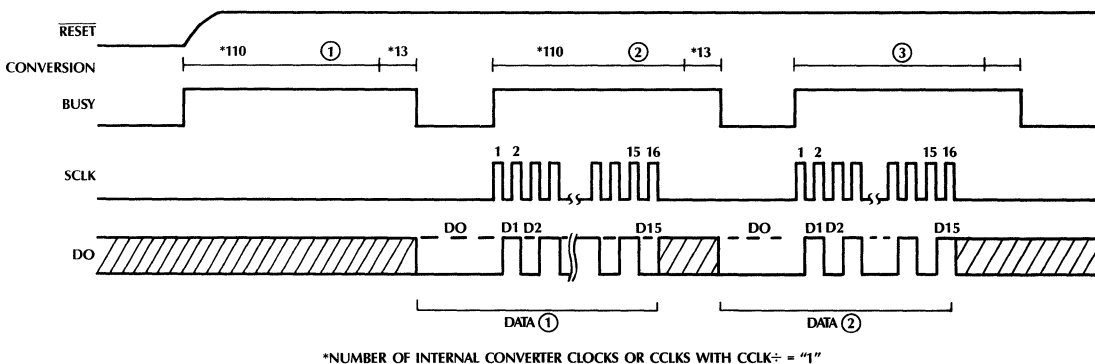 RESET
*110 ① *13 *110 ② *13 ③
CONVERSION
BUSY
1 2 15 16 1 2 15 16
SCLK
DO D1 D2 D15 DO D1 D2 D15
DO
DATA ① DATA ②
*NUMBER OF INTERNAL CONVERTER CLOCKS OR CCLKS WITH CCLK÷ = “1”